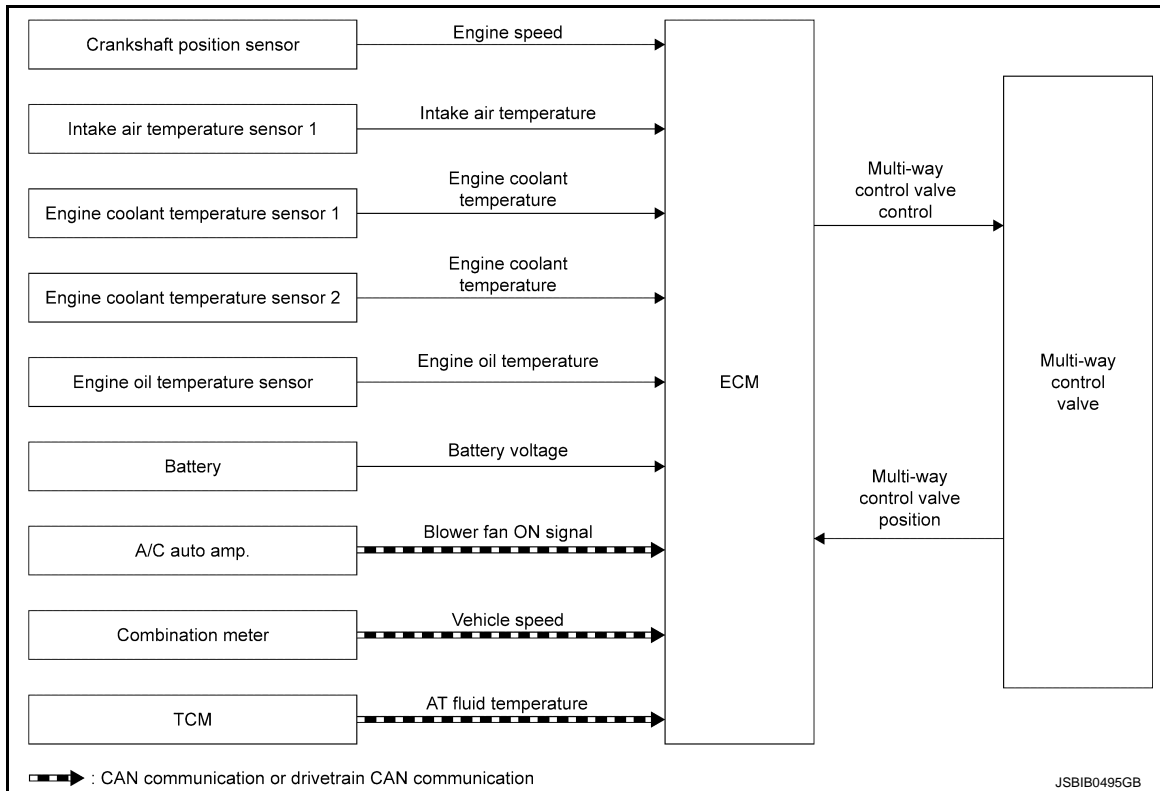 Crankshaft position sensor
Engine speed
Intake air temperature sensor 1
Intake air temperature
Engine coolant temperature sensor 1
Engine coolant
temperature
Engine coolant temperature sensor 2
Engine coolant
temperature
Engine oil temperature sensor
Engine oil temperature
Battery
Battery voltage
A/C auto amp.
Blower fan ON signal
Combination meter
Vehicle speed
TCM
AT fluid temperature
ECM
Multi-way
control valve
control
Multi-way
control valve
position
Multi-way
control
valve
: CAN communication or drivetrain CAN communication
JSBIB0495GB